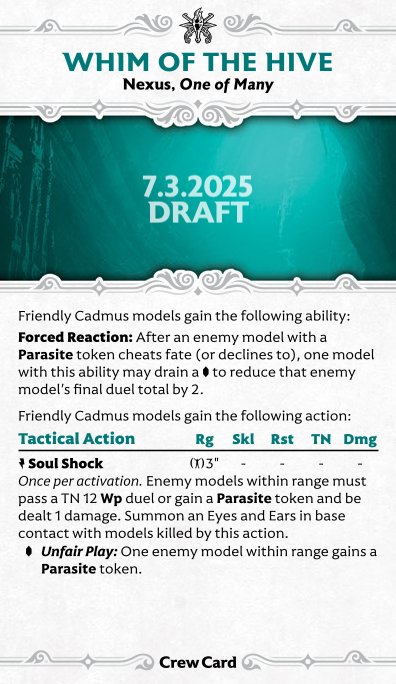 WHIM OF THE HIVE
Nexus, One of Many
7.3.2025
DRAFT
Friendly Cadmus models gain the following ability:
Forced Reaction: After an enemy model with a
Parasite token cheats fate (or declines to), one model
with this ability may drain a to reduce that enemy
model's final duel total by 2.
Friendly Cadmus models gain the following action:
Tactical Action Rg Skl Rst TN Dmg
Soul Shock 3" - - - -
Once per activation. Enemy models within range must
pass a TN 12 Wp duel or gain a Parasite token and be
dealt 1 damage. Summon an Eyes and Ears in base
contact with models killed by this action.
Unfair Play: One enemy model within range gains a
Parasite token.
Crew Card